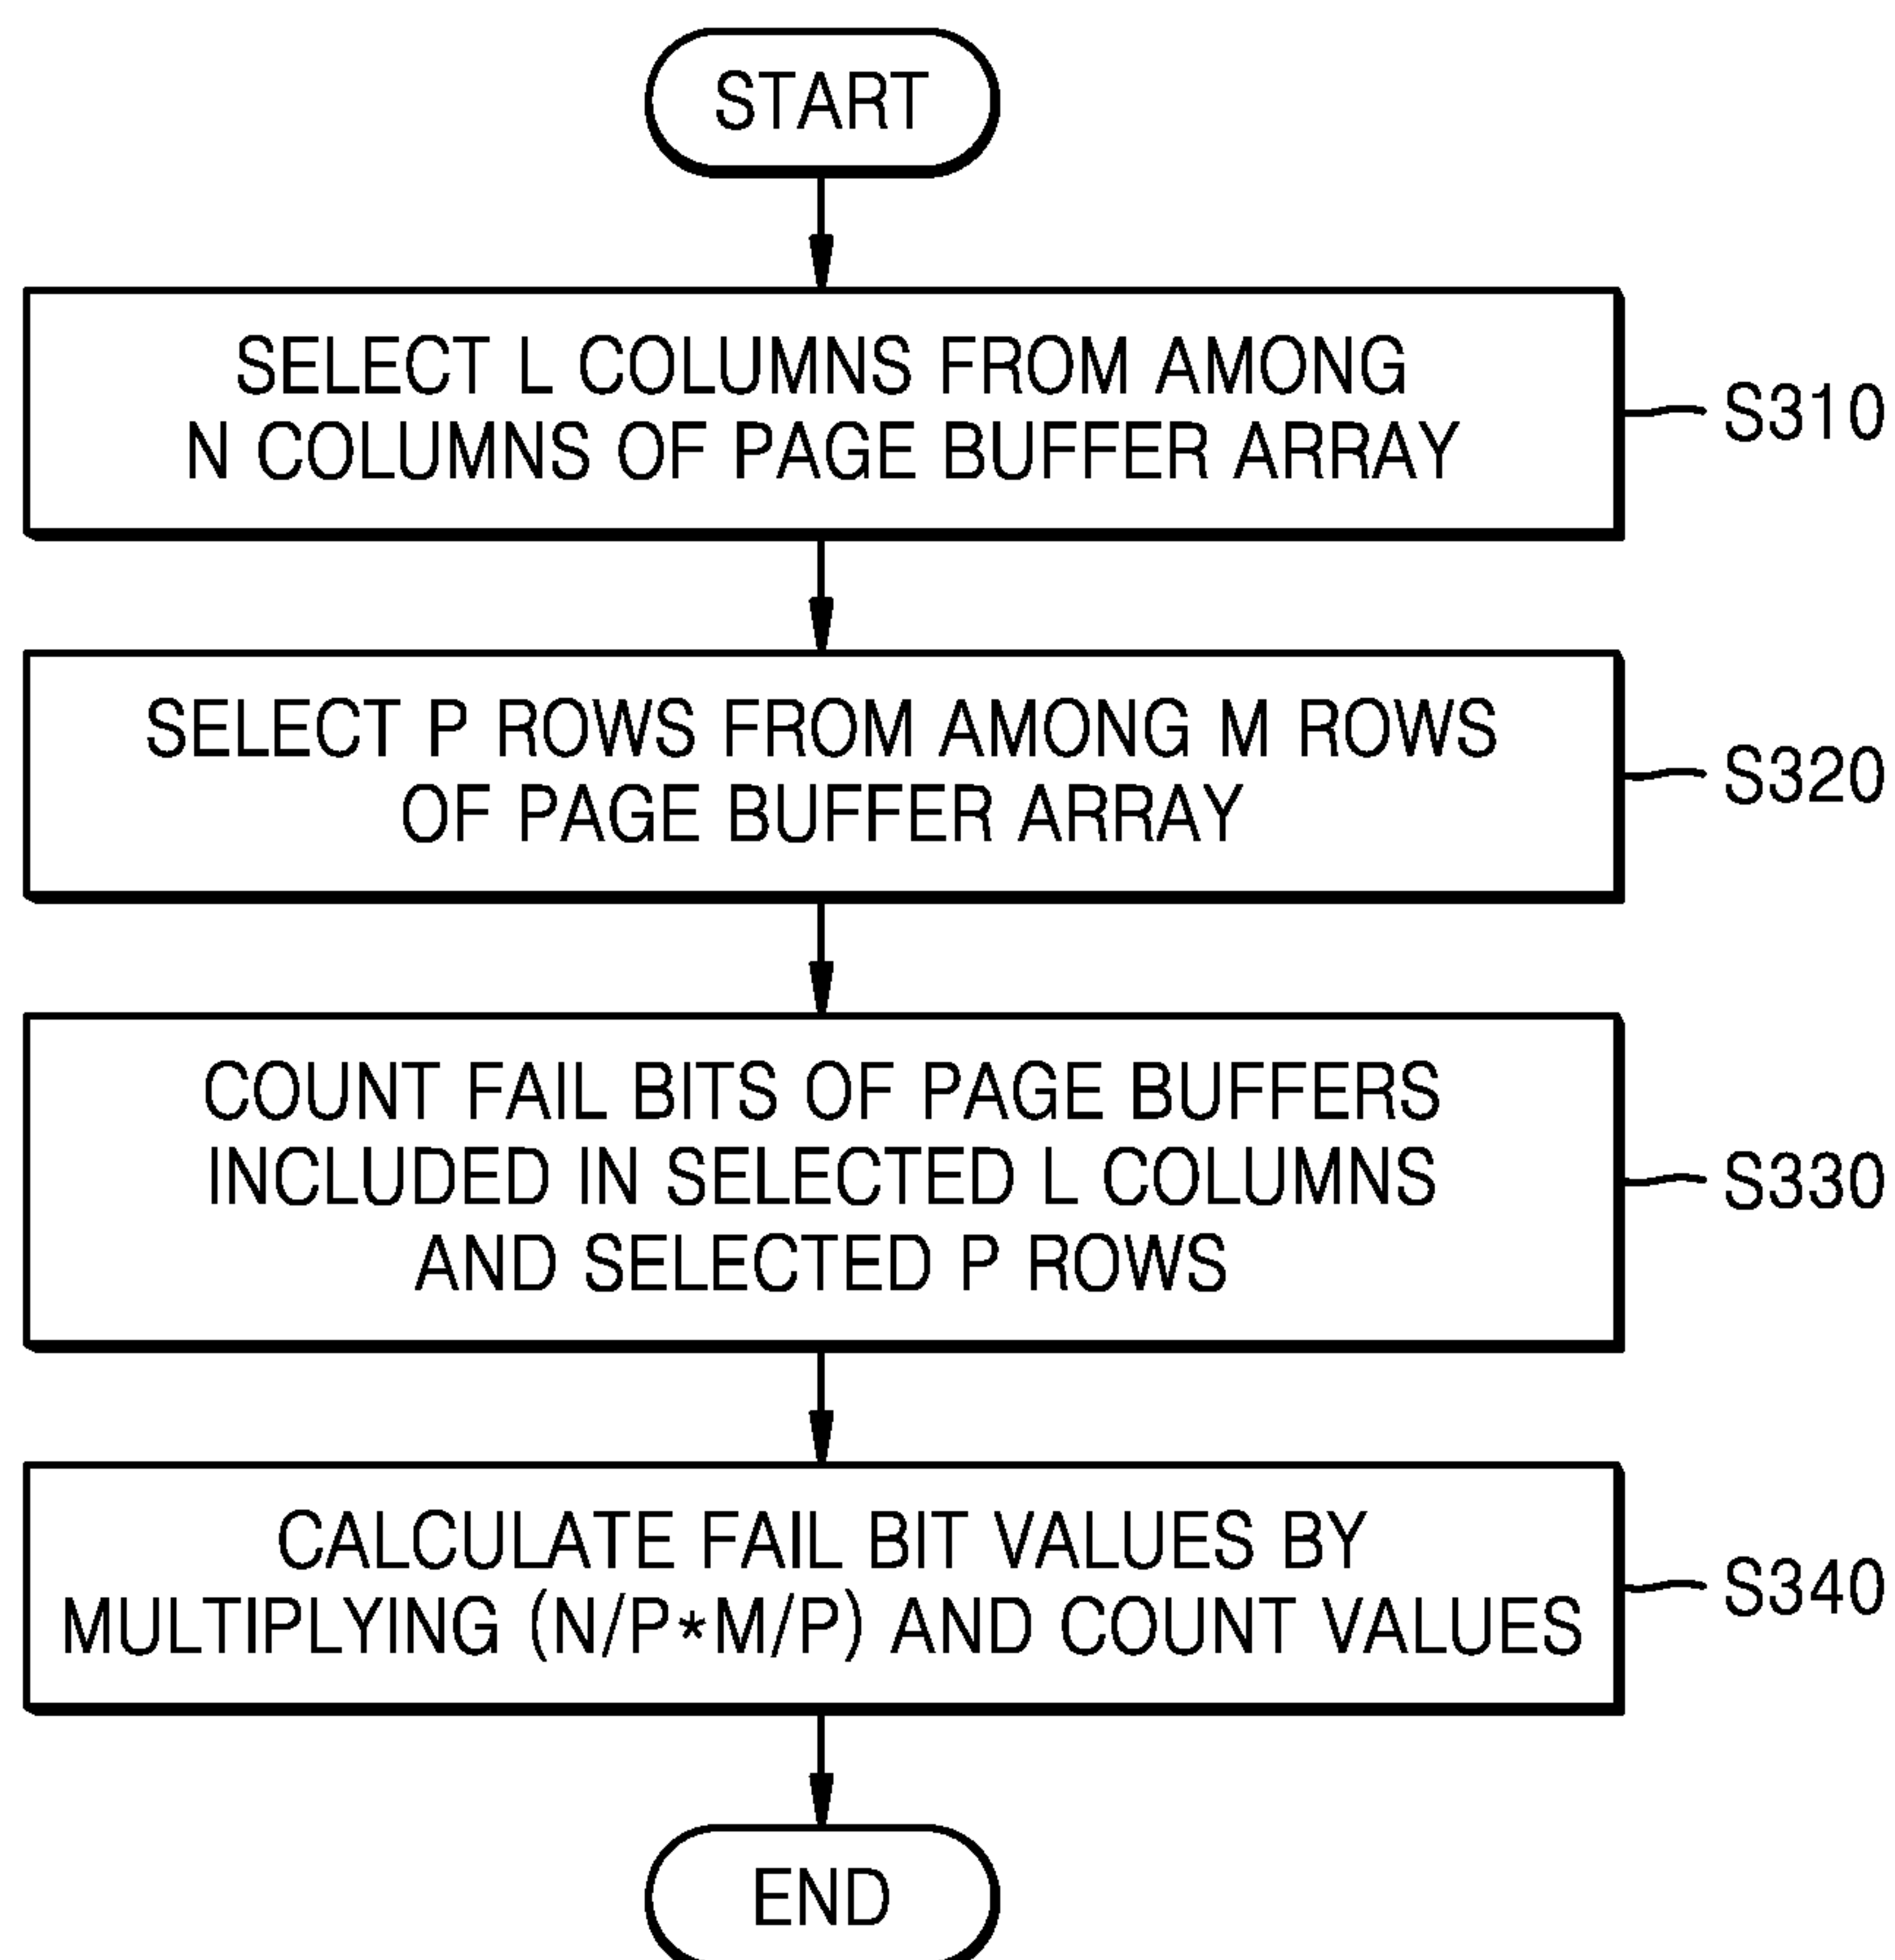 START
SELECT L COLUMNS FROM AMONG
N COLUMNS OF PAGE BUFFER ARRAY
S310
SELECT P ROWS FROM AMONG M ROWS
OF PAGE BUFFER ARRAY
S320
COUNT FAIL BITS OF PAGE BUFFERS
INCLUDED IN SELECTED L COLUMNS
AND SELECTED P ROWS
S330
CALCULATE FAIL BIT VALUES BY
MULTIPLYING (N/P*M/P) AND COUNT VALUES
S340
END